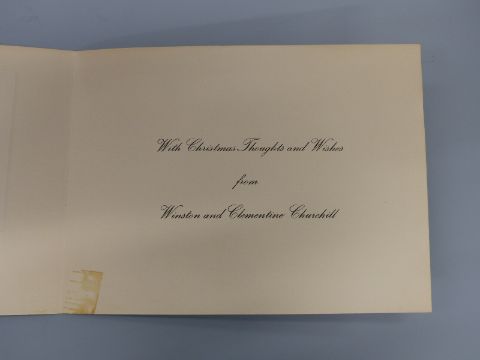 With Christmas Thoughts and Wishes
from
Winston and Clementine Churchill